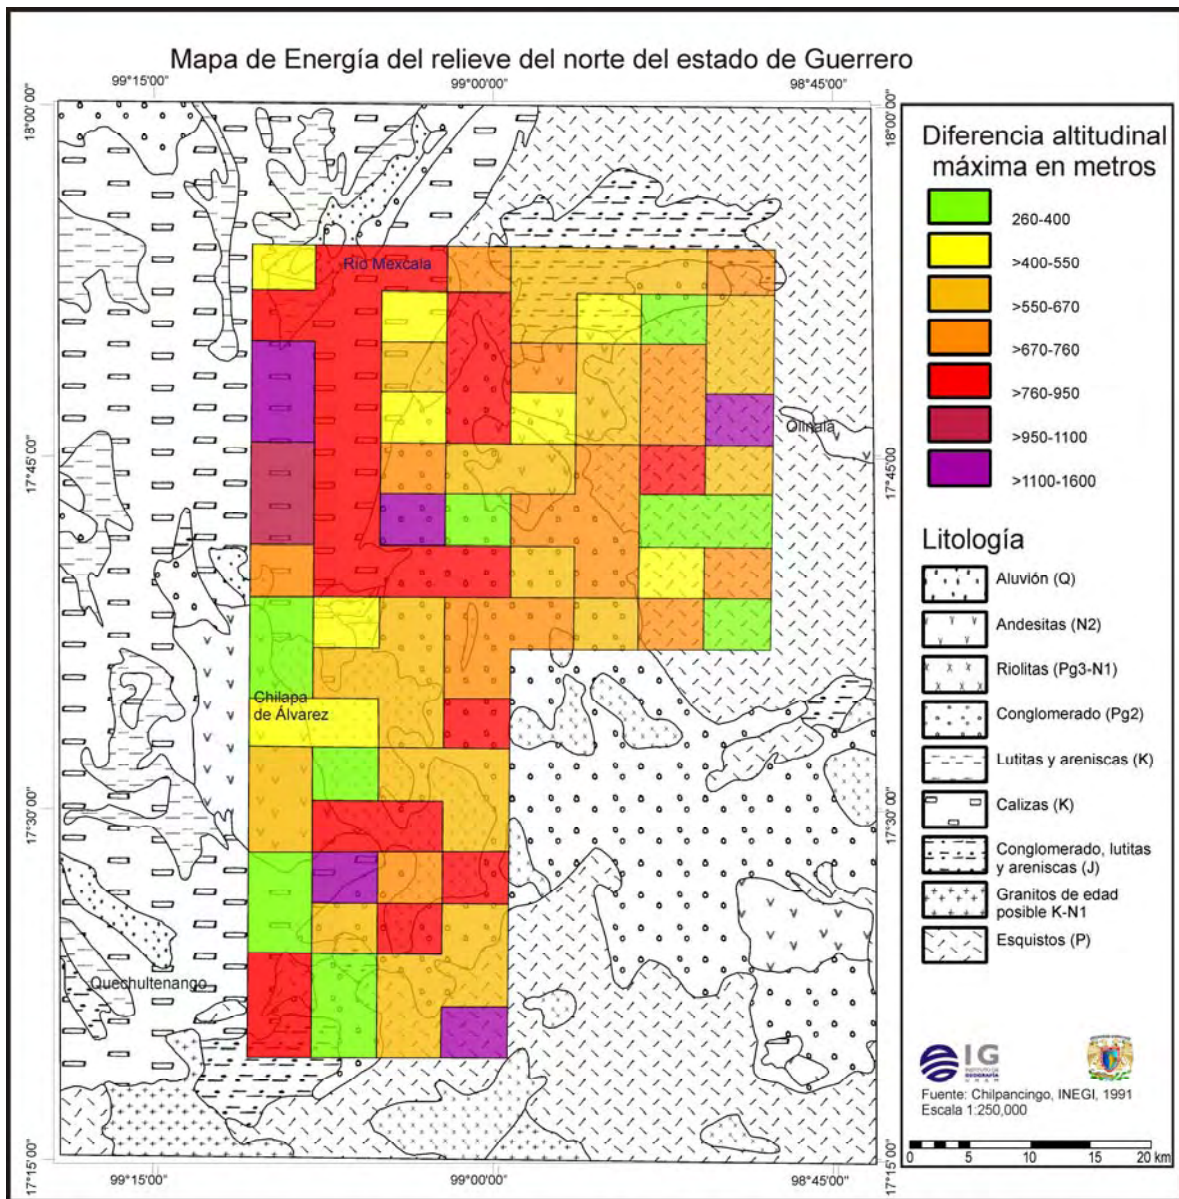 Mapa de Energía del relieve del norte del estado de Guerrero
99°15'00"
99°00'00"
98°45'00"
18°00'00"
18°00'00"
Río Mexcala
Olinala
17°45'00"
17°45'00"
Chilapa
de Álvarez
17°30'00"
17°30' 00"
Quechultenango
17°15'00"
17°15'00"
99°15'00"
99°00'00"
98°45'00"
Diferencia altitudinal
máxima en metros
260-400
>400-550
>550-670
>670-760
>760-950
>950-1100
>1100-1600
Litología
Aluvión (Q)
Andesitas (N2)
Riolitas (Pg3-N1)
Conglomerado (Pg2)
Lutitas y areniscas (K)
Calizas (K)
Conglomerado, lutitas
y areniscas (J)
Granitos de edad
posible K-N1
Esquistos (P)
IG
INSTITUTO DE
GEOGRAFÍA
UNAM
Fuente: Chilpancingo, INEGI, 1991
Escala 1:250,000
0 5 10 15 20 km